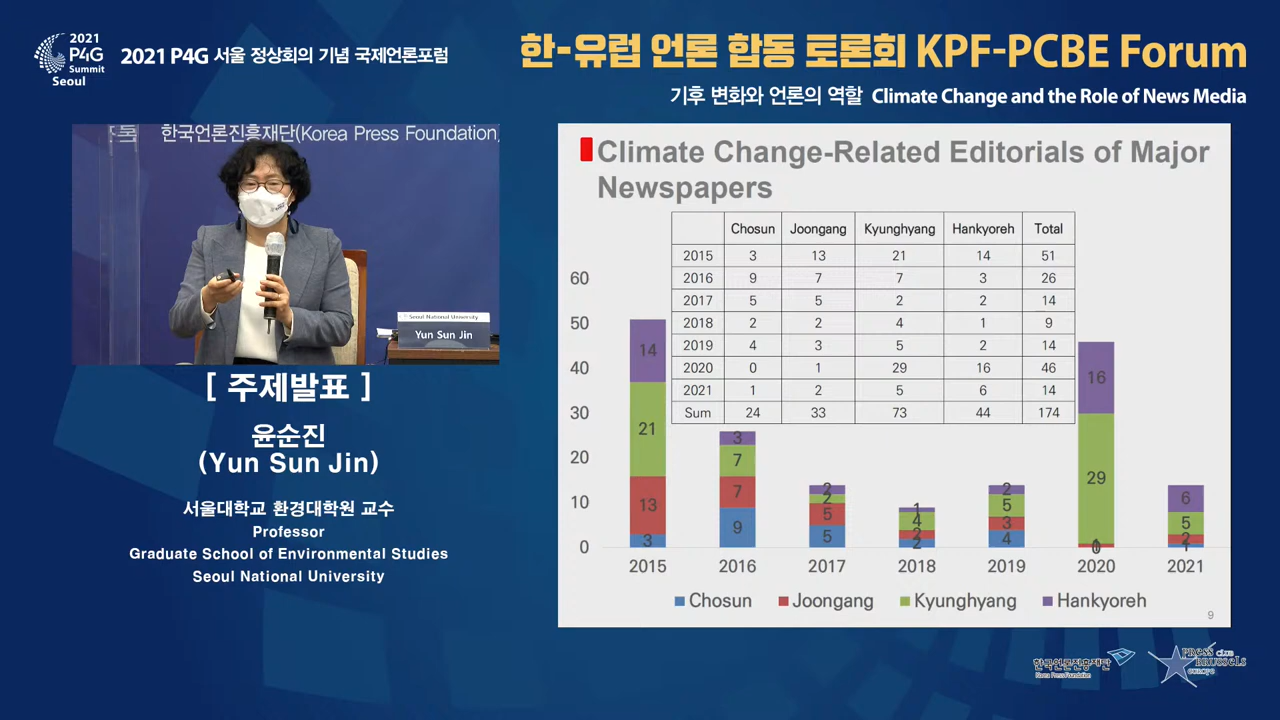 2021
P4G
Summit
Seoul
2021 P4G 서울 정상회의 기념 국제언론포럼
한-유럽 언론 합동 토론회 KPF-PCBE Forum
기후 변화와 언론의 역할 Climate Change and the Role of News Media
한국언론진흥재단(Korea Press Foundation,
Seoul National University
Yun Sun Jin
[ 주제발표 ]
윤순진
(Yun Sun Jin)
서울대학교 환경대학원 교수
Professor
Graduate School of Environmental Studies
Seoul National University
Climate Change-Related Editorials of Major
Newspapers
Chosun Joongang Kyunghyang Hankyoreh Total
2015 3 13 21 14 51
2016 9 7 7 3 26
2017 5 5 2 2 14
2018 2 2 4 1 9
2019 4 3 5 2 14
2020 0 1 29 16 46
2021 1 2 5 6 14
Sum 24 33 73 44 174
60
50
40
30
20
10
0
14
21
13
3
3
7
7
9
2
2
5
5
1
4
2
2
2
5
3
4
16
29
1
0
6
5
2
1
2015 2016 2017 2018 2019 2020 2021
Chosun Joongang Kyunghyang Hankyoreh
9
한국언론진흥재단
Korea Press Foundation
PRESS CLUB
BRUSSELS
europe